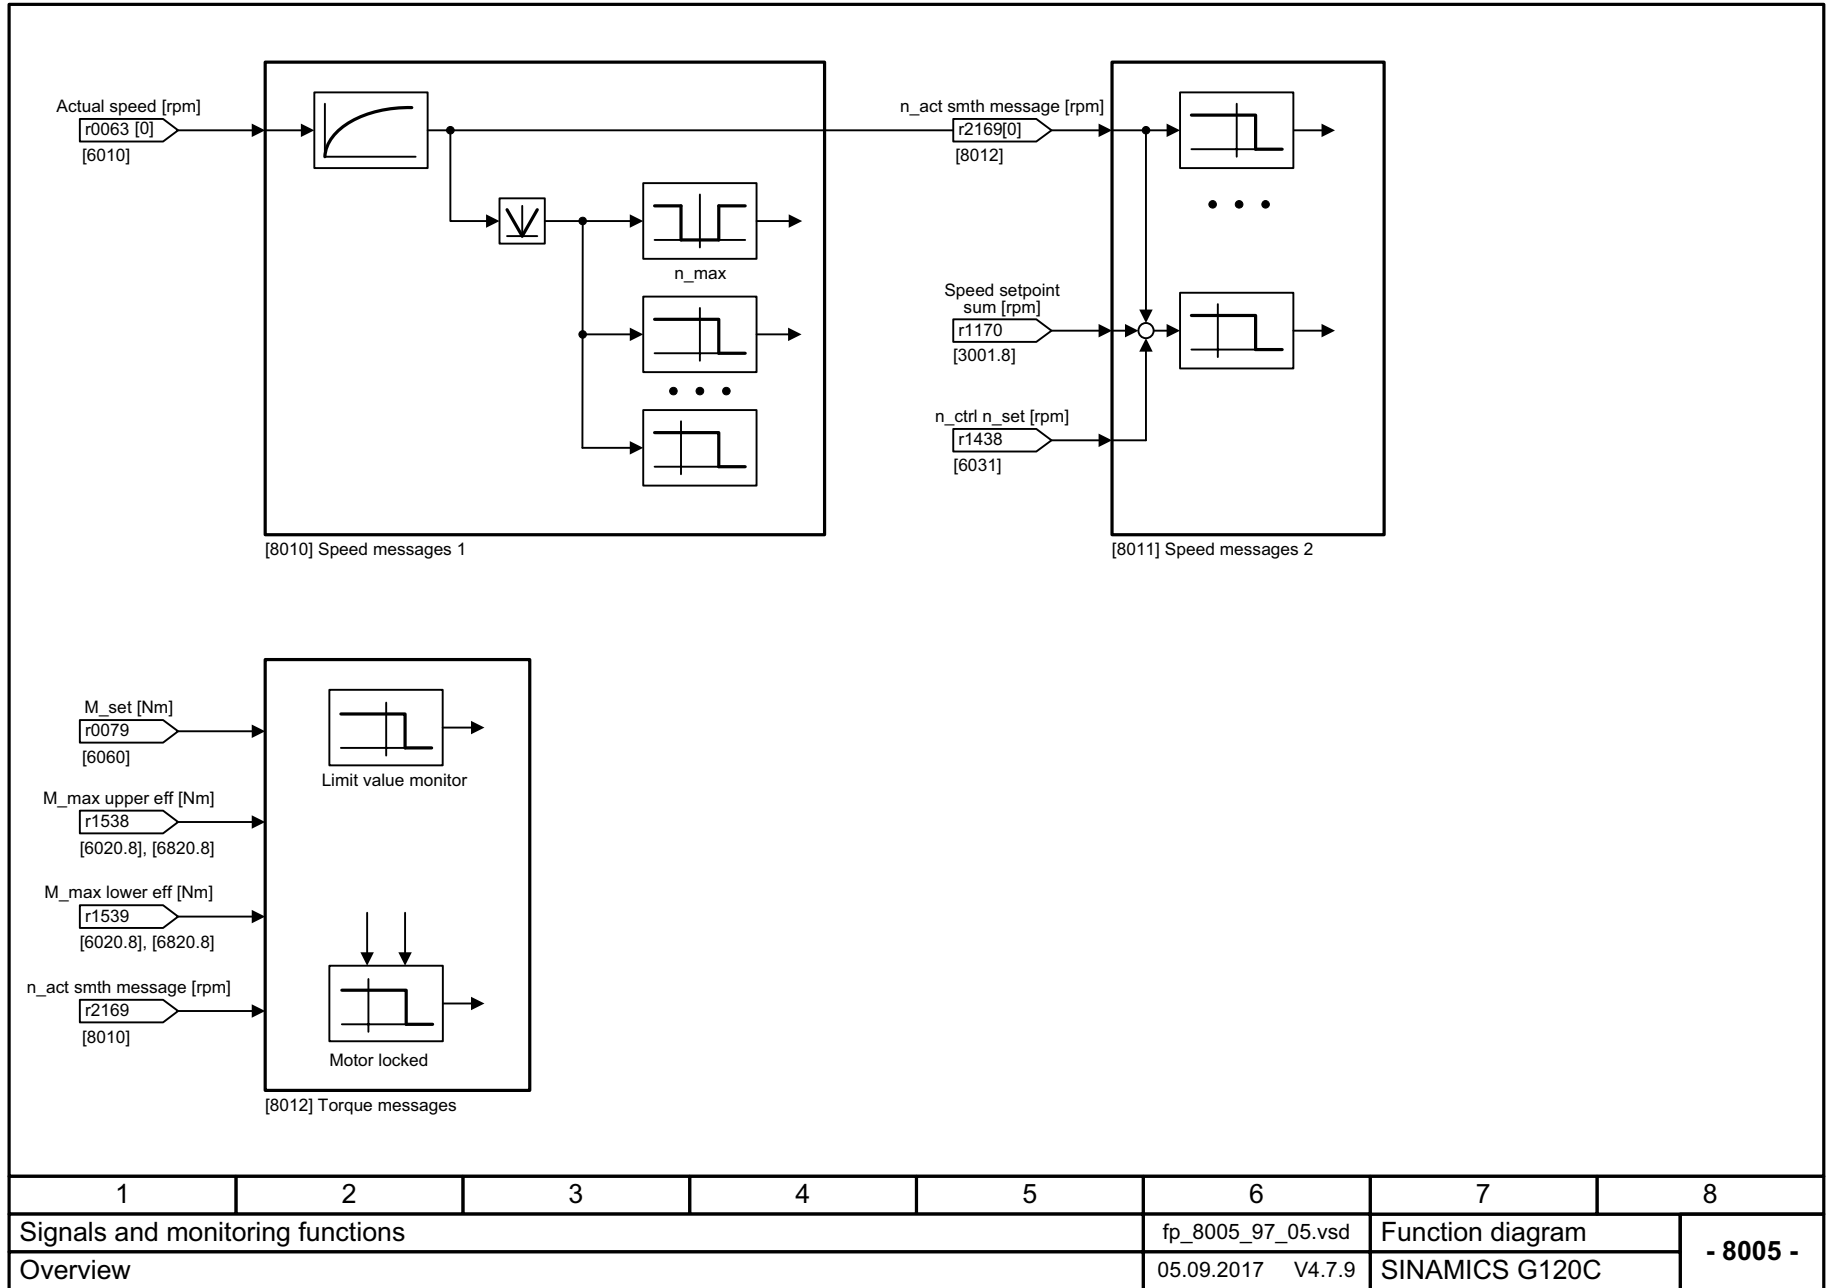 Actual speed [rpm]
r0063 [0]
[6010]
n_max
[8010] Speed messages 1
n_act smth message [rpm]
r2169[0]
[8012]
Speed setpoint
sum [rpm]
r1170
[3001.8]
n_ctrl n_set [rpm]
r1438
[6031]
[8011] Speed messages 2
M_set [Nm]
r0079
[6060]
M_max upper eff [Nm]
r1538
[6020.8], [6820.8]
M_max lower eff [Nm]
r1539
[6020.8], [6820.8]
n_act smth message [rpm]
r2169
[8010]
Limit value monitor
Motor locked
[8012] Torque messages
1 2 3 4 5 6 7 8
Signals and monitoring functions fp_8005_97_05.vsd Function diagram
- 8005 -
Overview 05.09.2017 V4.7.9 SINAMICS G120C